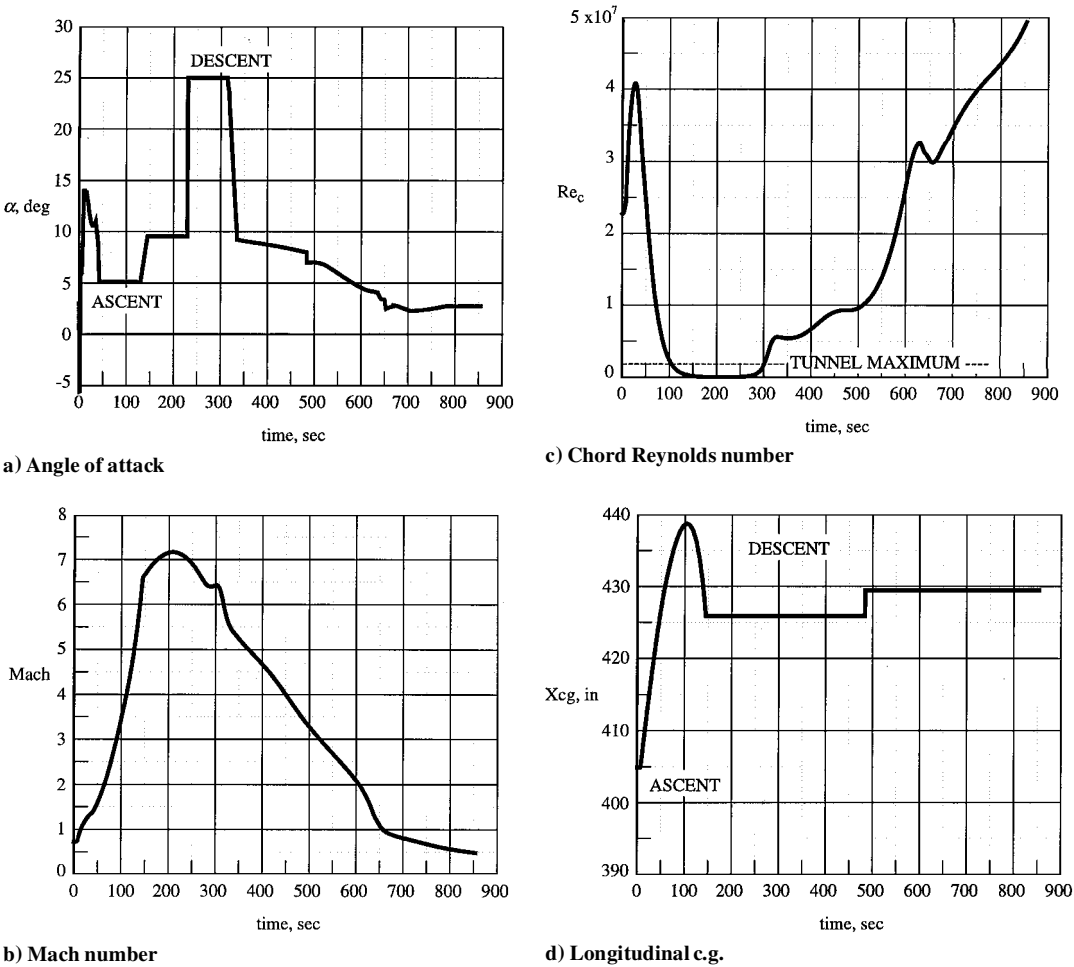 30
25
20
15
10
5
0
-5
α, deg
DESCENT
ASCENT
0 100 200 300 400 500 600 700 800 900
time, sec
a) Angle of attack
5 x10⁷
4
3
2
1
0
Re_c
TUNNEL MAXIMUM
0 100 200 300 400 500 600 700 800 900
time, sec
c) Chord Reynolds number
8
7
6
5
4
3
2
1
0
Mach
0 100 200 300 400 500 600 700 800 900
time, sec
b) Mach number
440
430
420
410
400
390
Xcg, in
DESCENT
ASCENT
0 100 200 300 400 500 600 700 800 900
time, sec
d) Longitudinal c.g.